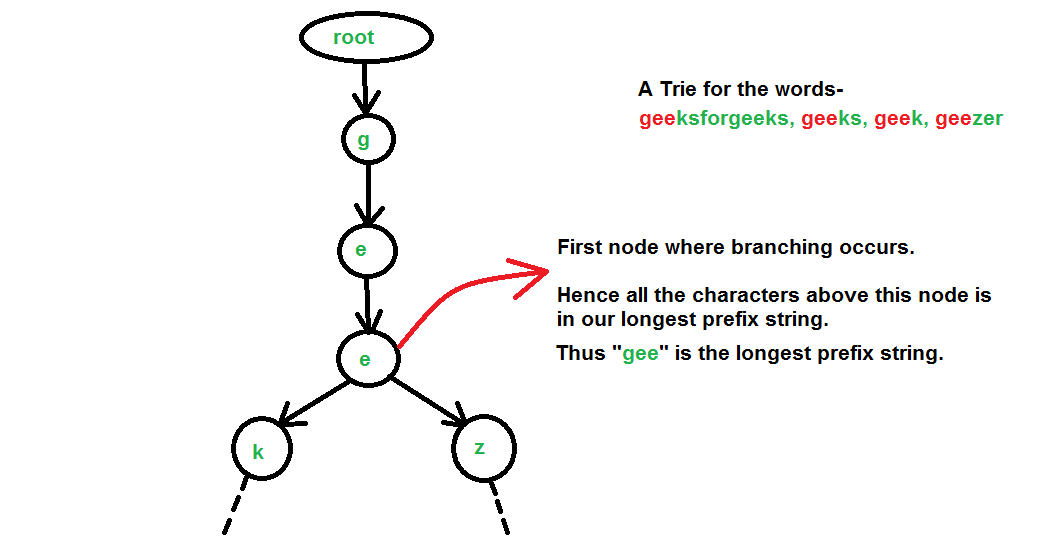 root
A Trie for the words-
geeksforgeeks, geeks, geek, geezer
g
e
First node where branching occurs.
Hence all the characters above this node is
in our longest prefix string.
Thus "gee" is the longest prefix string.
e
k
z